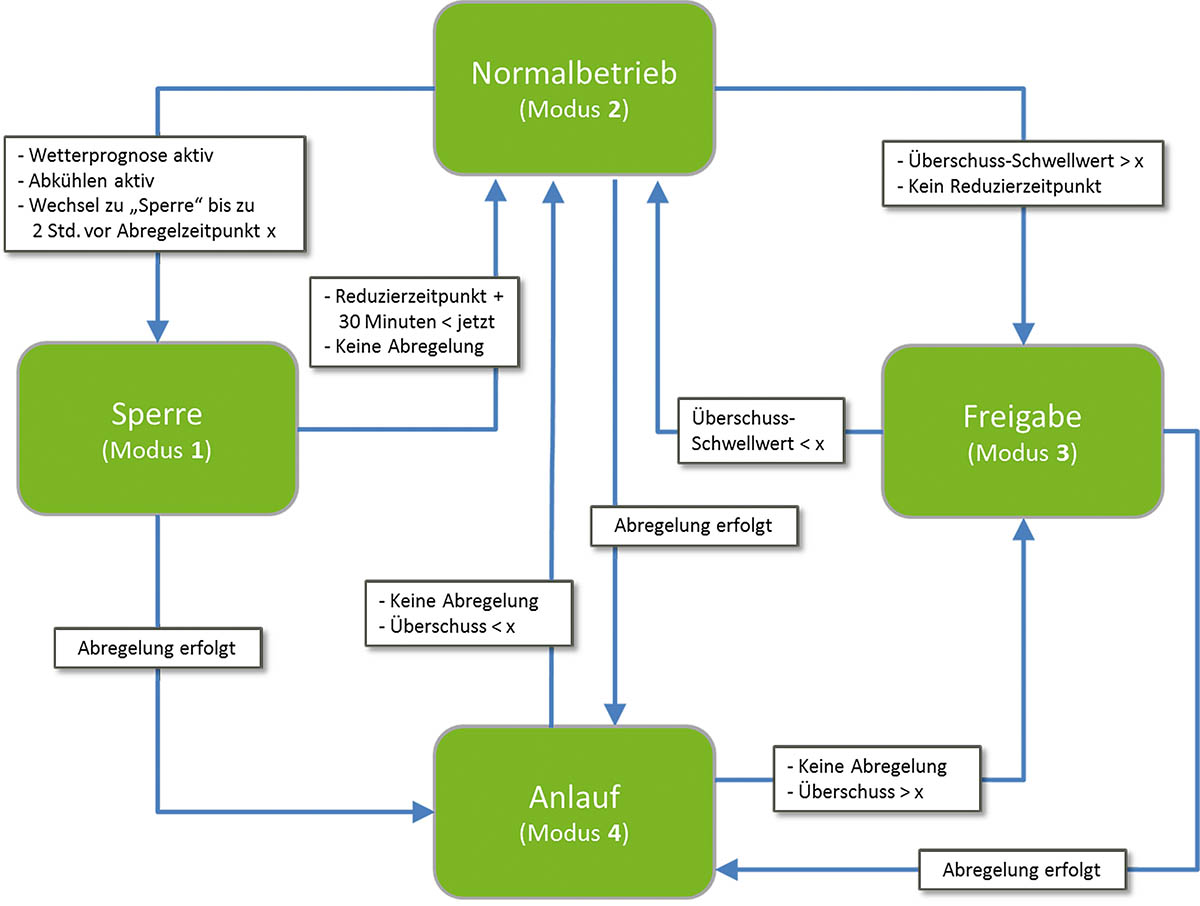 Normalbetrieb
(Modus 2)
- Wetterprognose aktiv
- Abkühlen aktiv
- Wechsel zu „Sperre“ bis zu
2 Std. vor Abregelzeitpunkt x
- Überschuss-Schwellwert > x
- Kein Reduzierzeitpunkt
- Reduzierzeitpunkt +
30 Minuten < jetzt
- Keine Abregelung
Sperre
(Modus 1)
Überschuss-
Schwellwert < x
Freigabe
(Modus 3)
Abregelung erfolgt
- Keine Abregelung
- Überschuss < x
Abregelung erfolgt
Anlauf
(Modus 4)
- Keine Abregelung
- Überschuss > x
Abregelung erfolgt